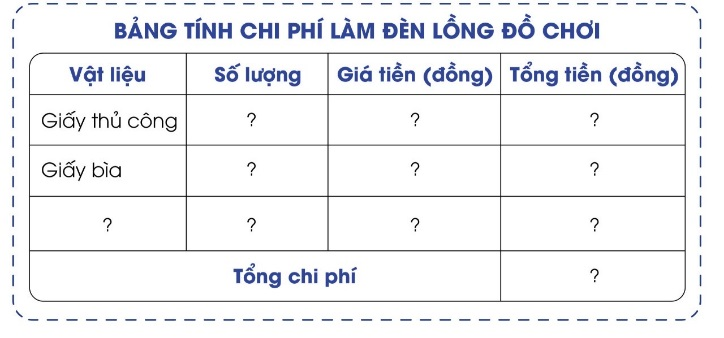 BẢNG TÍNH CHI PHÍ LÀM ĐÈN LỒNG ĐỒ CHƠI
Vật liệu Số lượng Giá tiền (đồng) Tổng tiền (đồng)
Giấy thủ công ? ? ?
Giấy bìa ? ? ?
? ? ? ?
Tổng chi phí ?